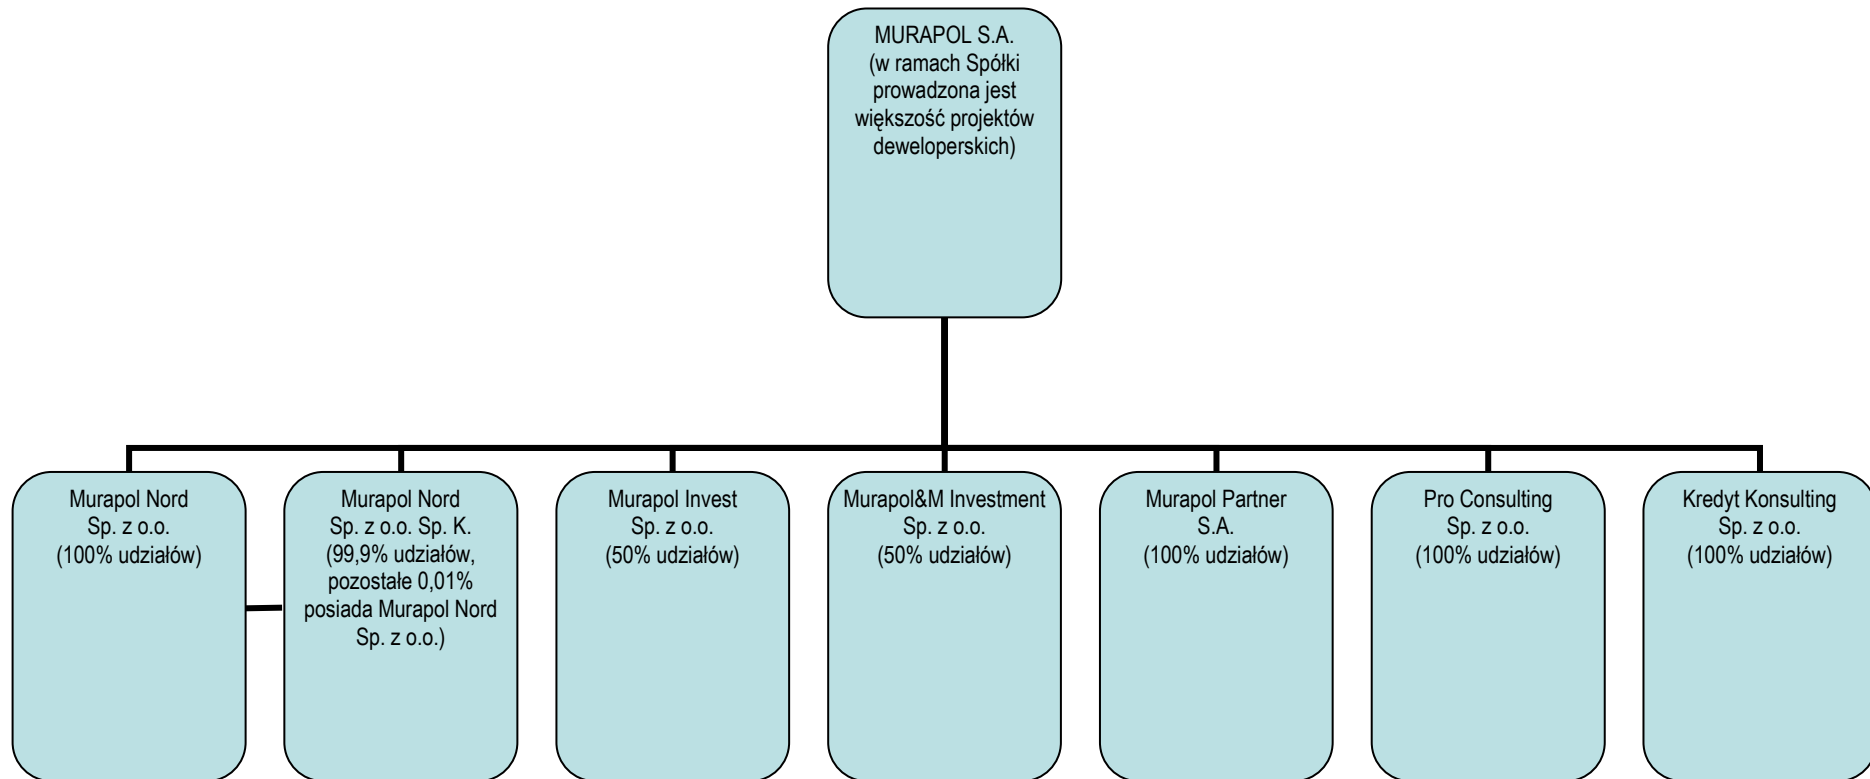 MURAPOL S.A.
(w ramach Spółki
prowadzona jest
większość projektów
deweloperskich)
Murapol Nord
Sp. z o.o.
(100% udziałów)
Murapol Nord
Sp. z o.o. Sp. K.
(99,9% udziałów,
pozostałe 0,01%
posiada Murapol Nord
Sp. z o.o.)
Murapol Invest
Sp. z o.o.
(50% udziałów)
Murapol&M Investment
Sp. z o.o.
(50% udziałów)
Murapol Partner
S.A.
(100% udziałów)
Pro Consulting
Sp. z o.o.
(100% udziałów)
Kredyt Konsulting
Sp. z o.o.
(100% udziałów)